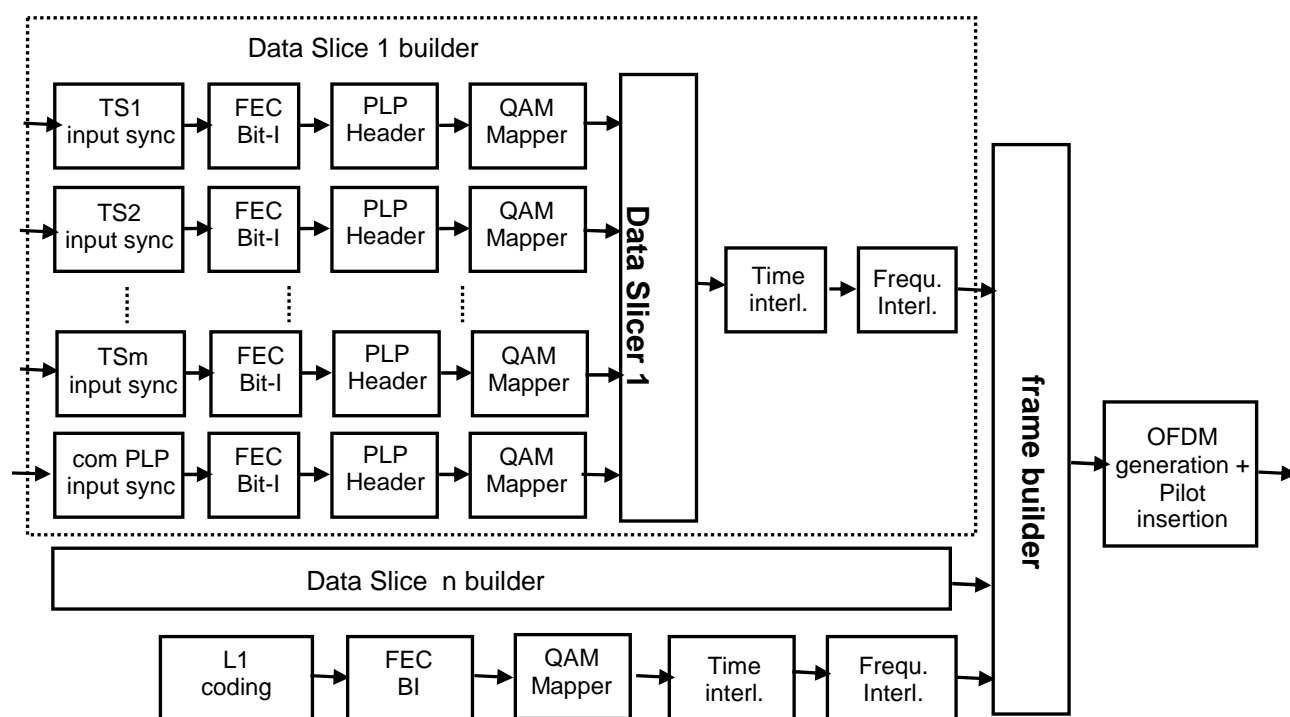 Data Slice 1 builder
TS1
input sync
FEC
Bit-I
PLP
Header
QAM
Mapper
TS2
input sync
FEC
Bit-I
PLP
Header
QAM
Mapper
TSm
input sync
FEC
Bit-I
PLP
Header
QAM
Mapper
com PLP
input sync
FEC
Bit-I
PLP
Header
QAM
Mapper
Data Slicer 1
Time
interl.
Frequ.
Interl.
Data Slice n builder
L1
coding
FEC
BI
QAM
Mapper
Time
interl.
Frequ.
Interl.
frame builder
OFDM
generation +
Pilot
insertion